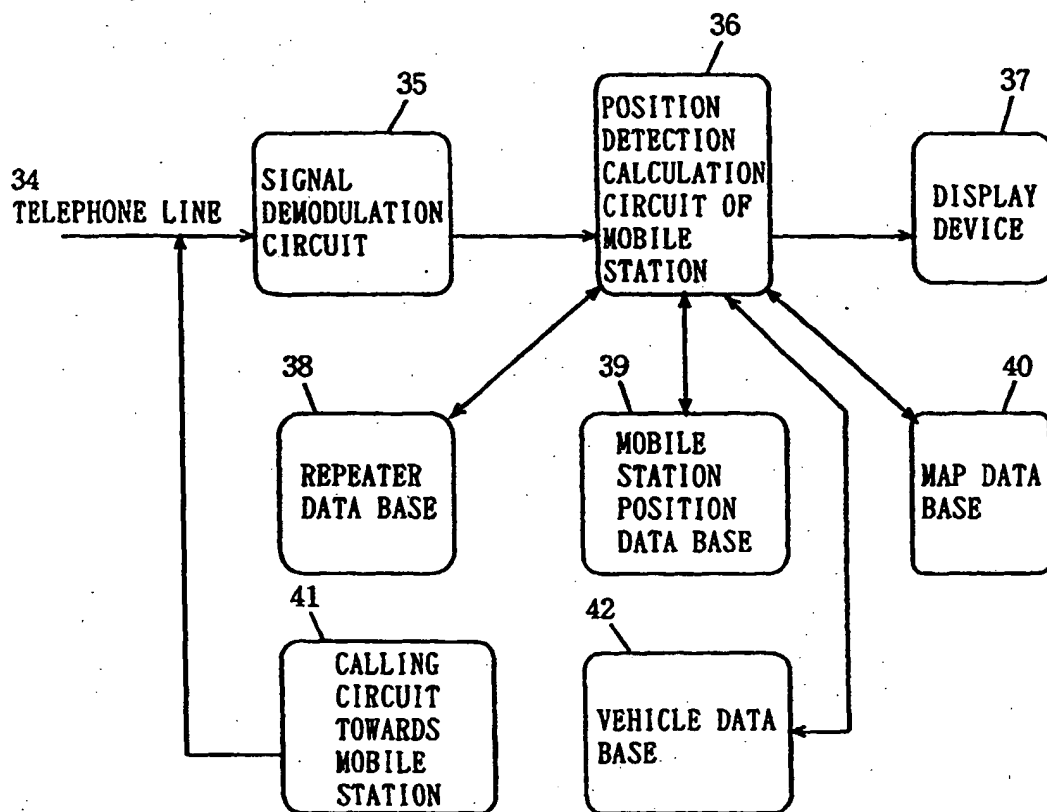 36
35
37
34
TELEPHONE LINE
SIGNAL
DEMODULATION
CIRCUIT
POSITION
DETECTION
CALCULATION
CIRCUIT OF
MOBILE
STATION
DISPLAY
DEVICE
38
39
40
REPEATER
DATA BASE
MOBILE
STATION
POSITION
DATA BASE
MAP DATA
BASE
41
42
CALLING
CIRCUIT
TOWARDS
MOBILE
STATION
VEHICLE DATA
BASE